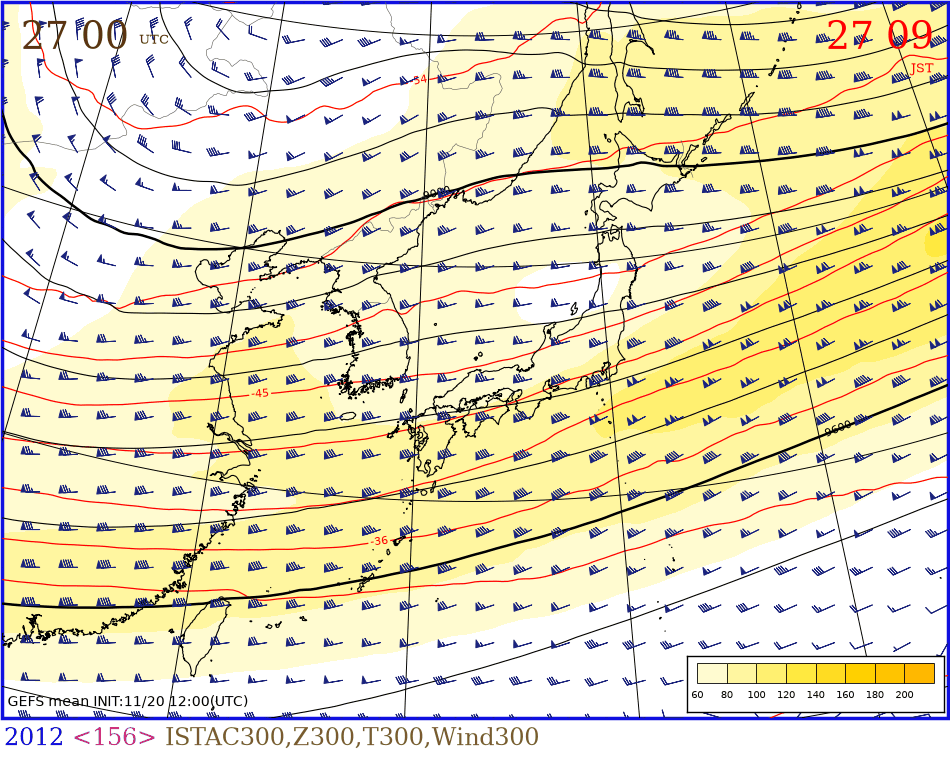 27 00 UTC
27 09
JST
-54
9000
-45
9600
-36
60 80 100 120 140 160 180 200
GEFS mean INIT:11/20 12:00(UTC)
2012 <156> ISTAC300,Z300,T300,Wind300